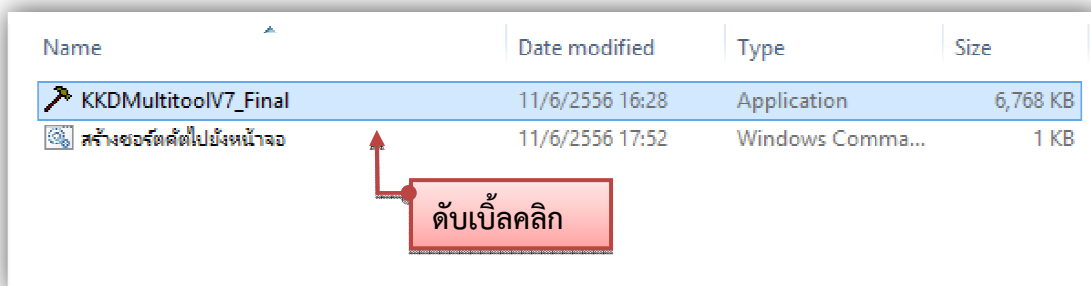 Name Date modified Type Size
KKDMultitoolV7_Final 11/6/2556 16:28 Application 6,768 KB
สร้างชอร์ตคัตไปยังหน้าจอ 11/6/2556 17:52 Windows Comma... 1 KB
ดับเบิ้ลคลิก